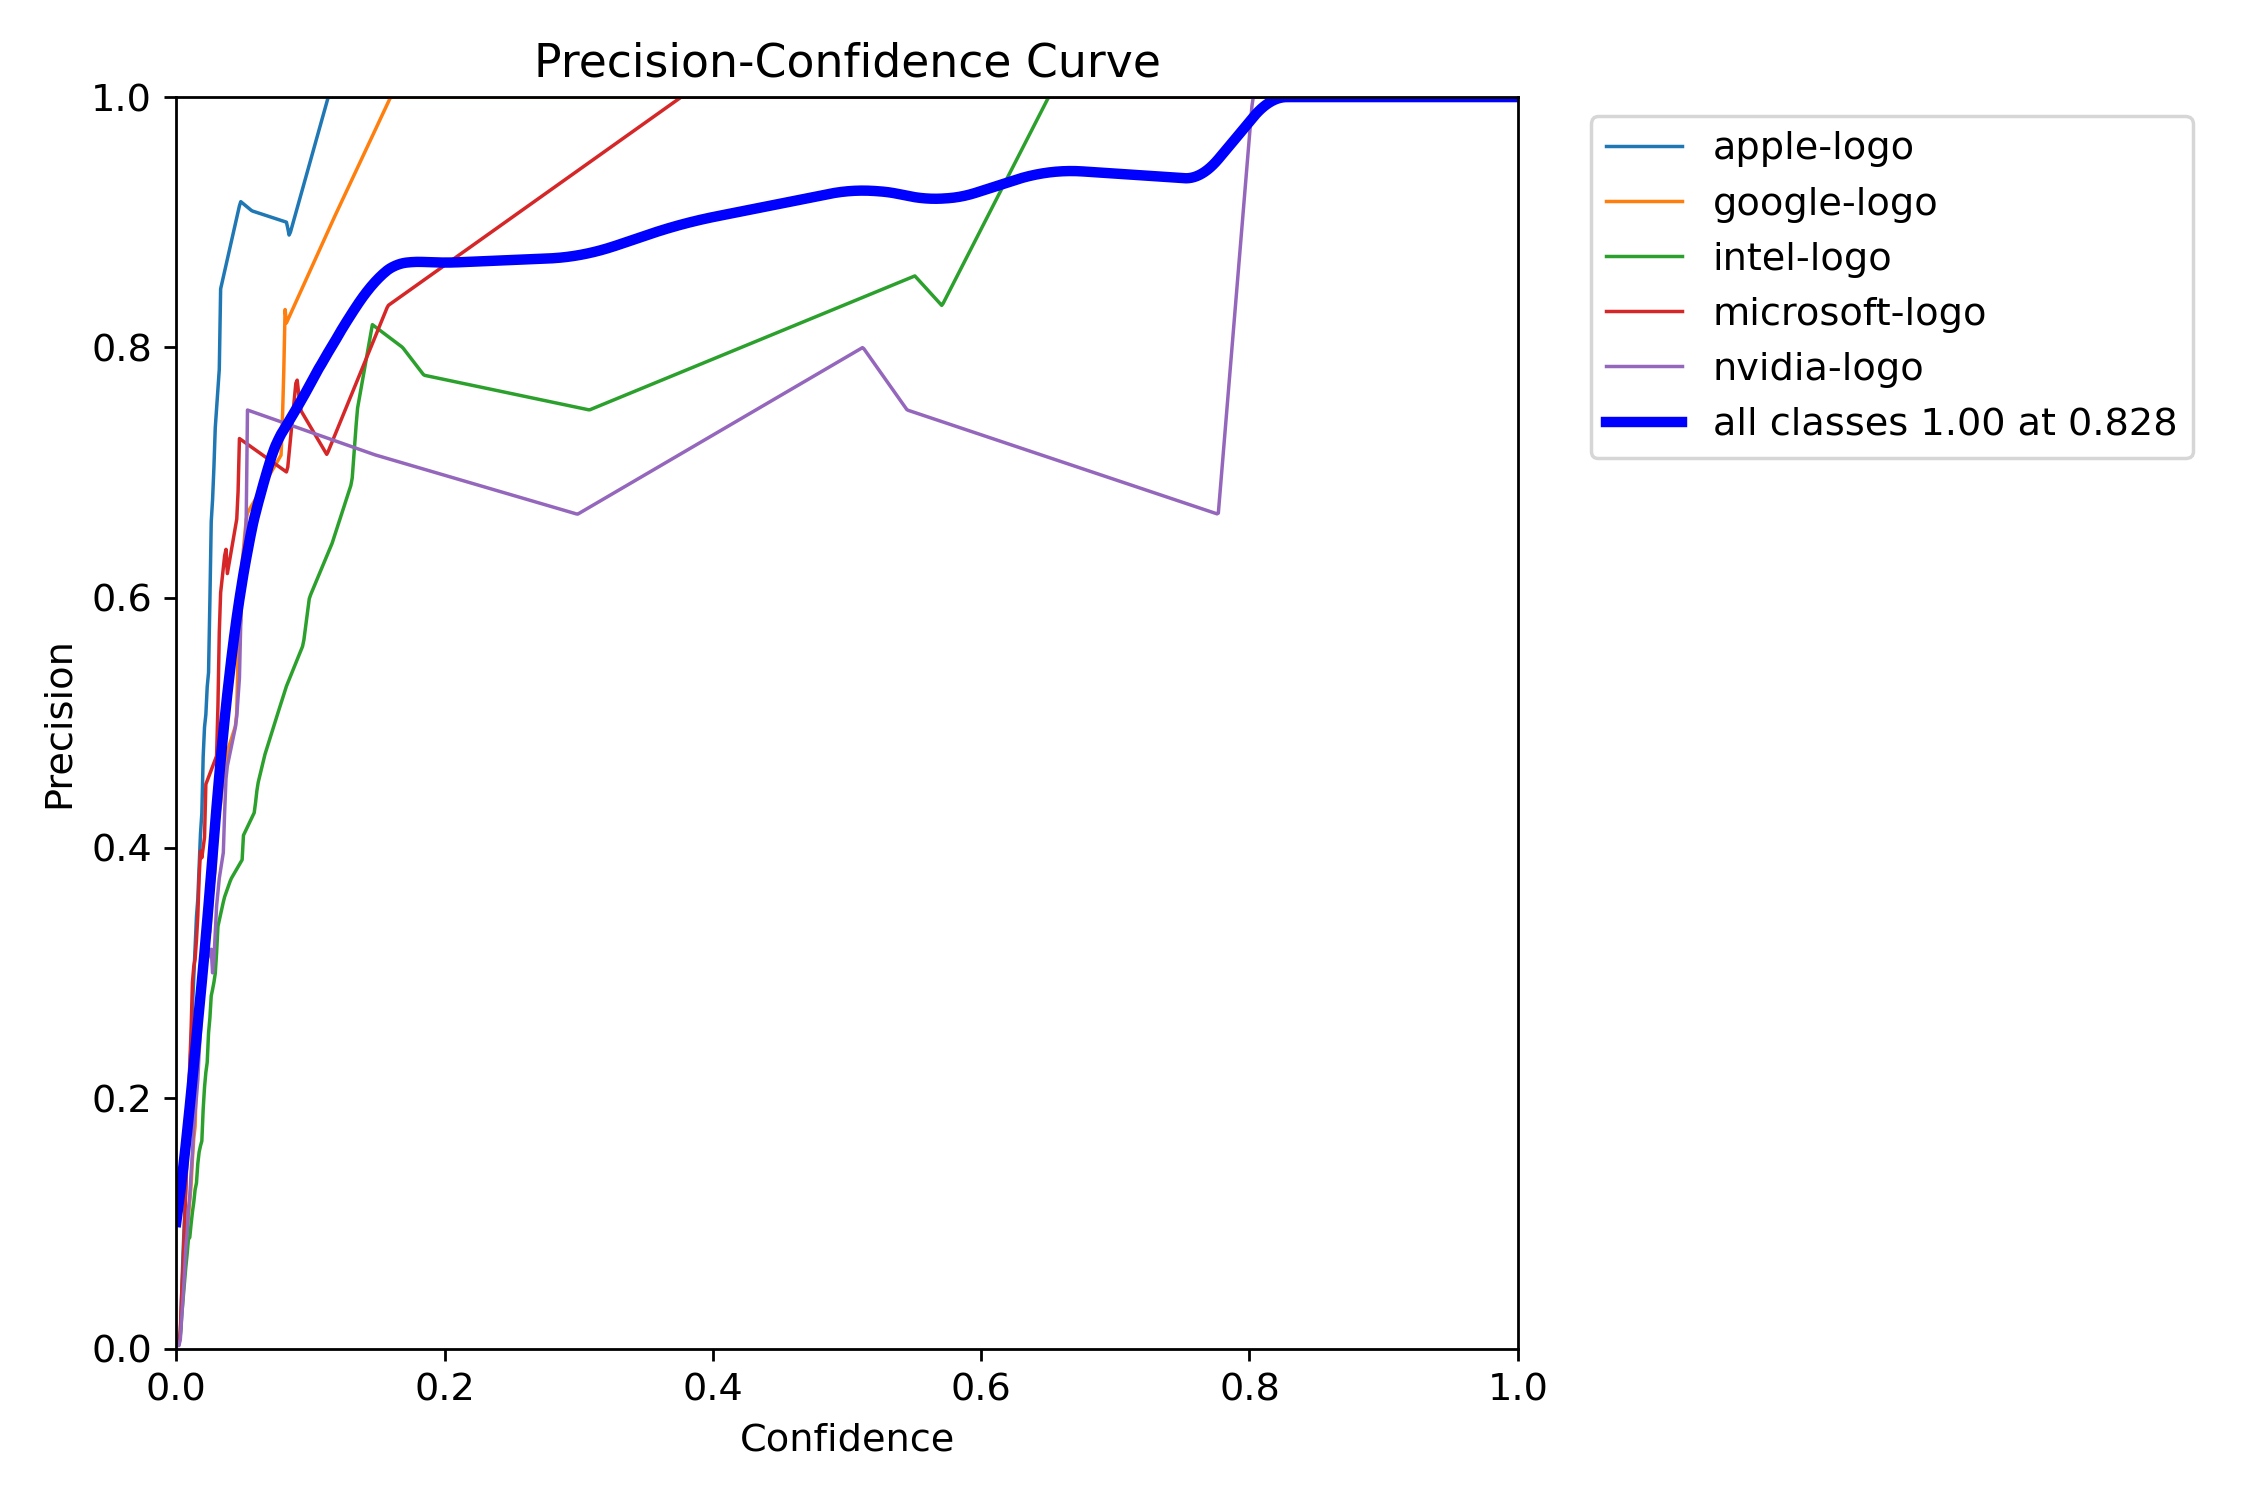 Precision-Confidence Curve
1.0
0.8
0.6
0.4
0.2
0.0
Precision
0.0 0.2 0.4 0.6 0.8 1.0
Confidence
apple-logo
google-logo
intel-logo
microsoft-logo
nvidia-logo
all classes 1.00 at 0.828